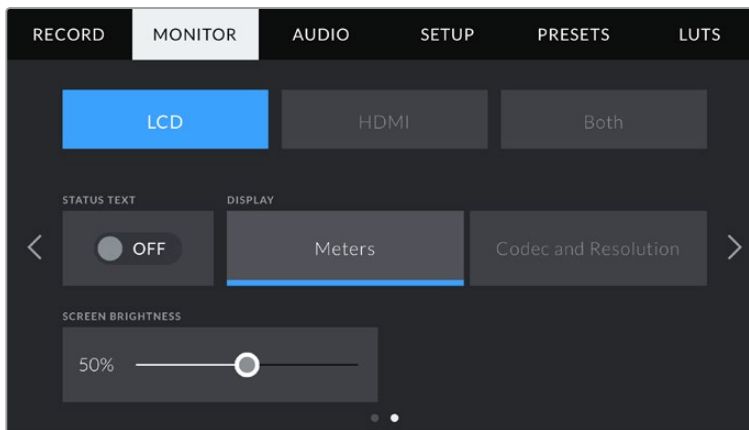 RECORD MONITOR AUDIO SETUP PRESETS LUTS
LCD HDMI Both
STATUS TEXT DISPLAY
OFF Meters Codec and Resolution
SCREEN BRIGHTNESS
50%